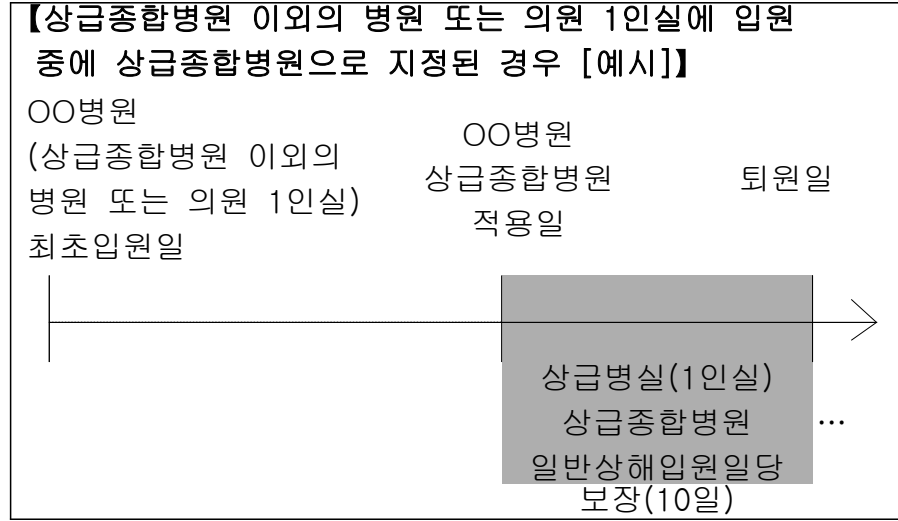 【상급종합병원 이외의 병원 또는 의원 1인실에 입원
중에 상급종합병원으로 지정된 경우 [예시]】
OO병원
(상급종합병원 이외의
병원 또는 의원 1인실)
최초입원일
OO병원
상급종합병원
적용일
퇴원일
상급병실(1인실)
상급종합병원
일반상해입원일당
보장(10일)
…